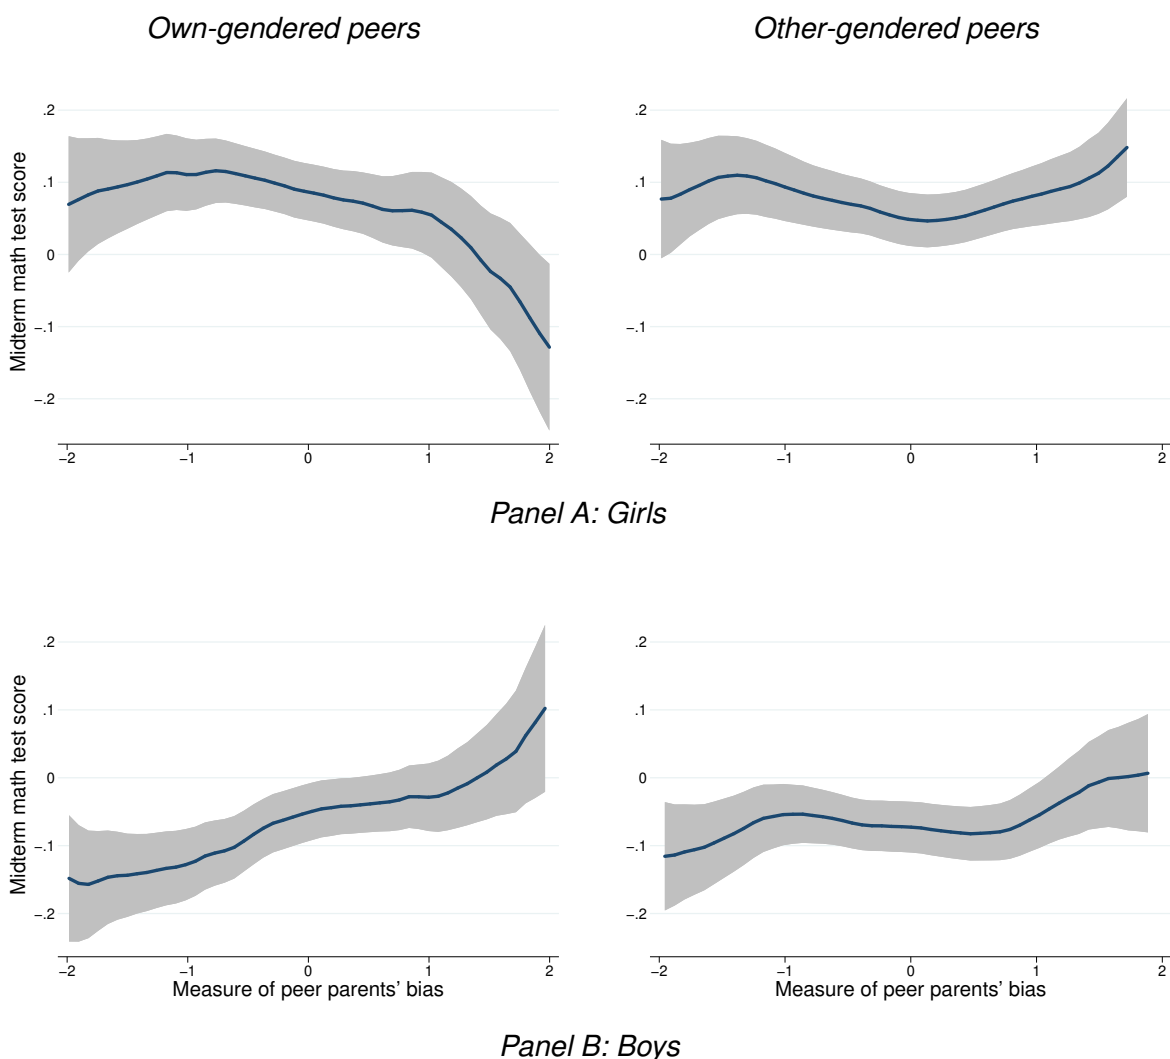 Own-gendered peers
Other-gendered peers
Midterm math test score
.2
.1
0
−.1
−.2
−2 −1 0 1 2
.2
.1
0
−.1
−.2
−2 −1 0 1 2
Panel A: Girls
Midterm math test score
.2
.1
0
−.1
−.2
−2 −1 0 1 2
Measure of peer parents’ bias
.2
.1
0
−.1
−.2
−2 −1 0 1 2
Measure of peer parents’ bias
Panel B: Boys